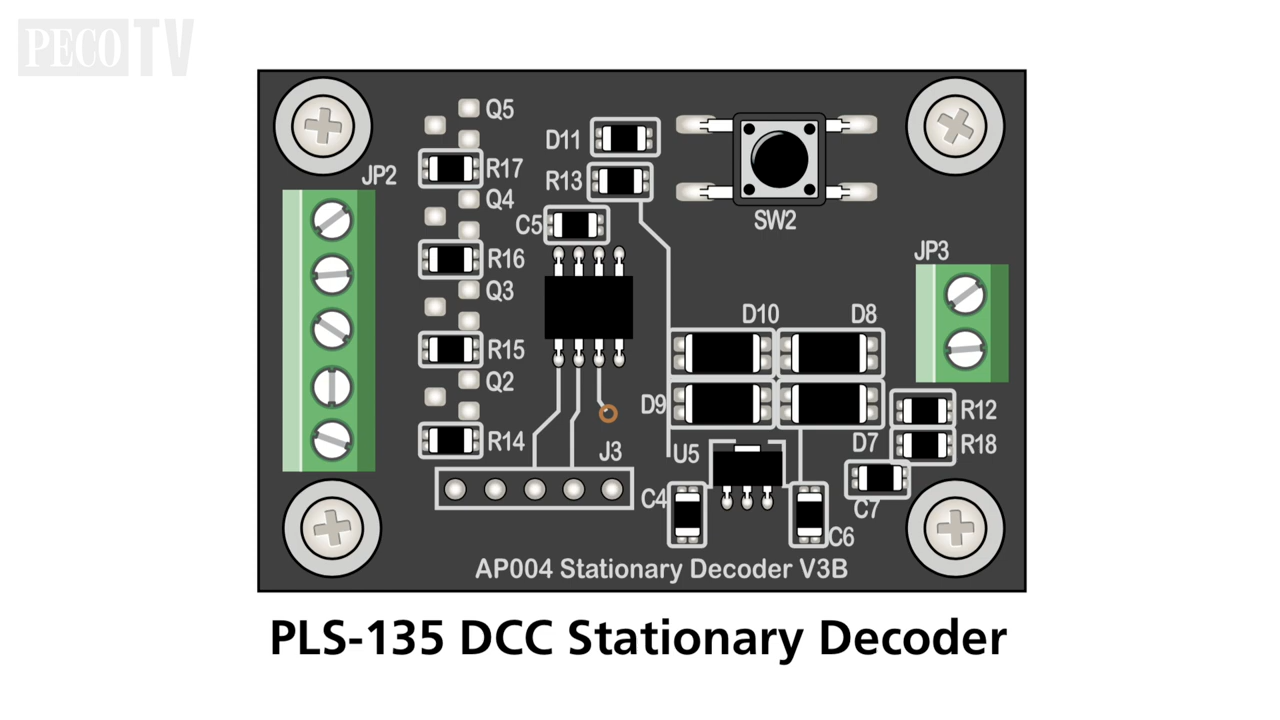 PECO TV
Q5
D11
JP2
R17
R13
Q4
C5
SW2
R16
JP3
Q3
D10
D8
R15
Q2
D9
R12
R14
J3
U5
D7
R18
C4
C7
C6
AP004 Stationary Decoder V3B
PLS-135 DCC Stationary Decoder